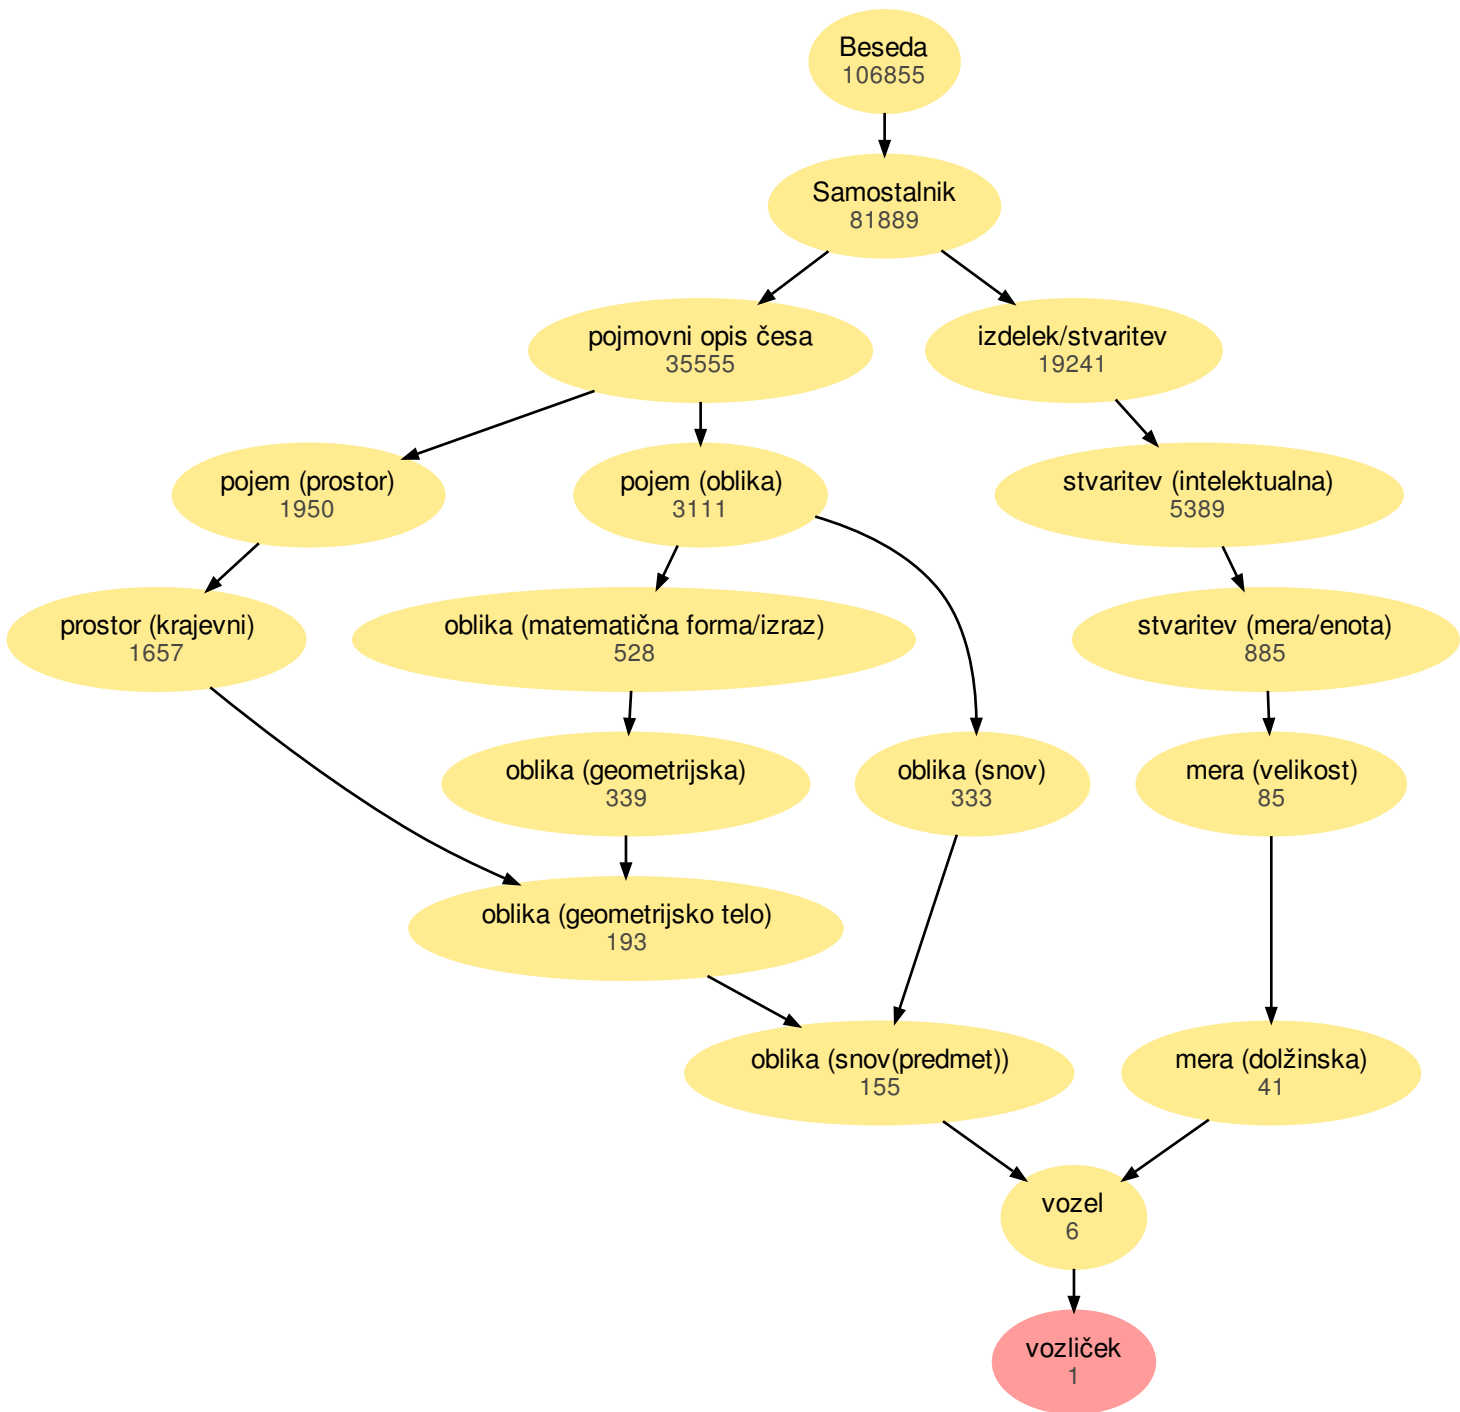 Beseda
106855
Samostalnik
81889
pojmovni opis česa
35555
izdelek/stvaritev
19241
pojem (prostor)
1950
pojem (oblika)
3111
stvaritev (intelektualna)
5389
prostor (krajevni)
1657
oblika (matematična forma/izraz)
528
stvaritev (mera/enota)
885
oblika (geometrijska)
339
oblika (snov)
333
mera (velikost)
85
oblika (geometrijsko telo)
193
oblika (snov(predmet))
155
mera (dolžinska)
41
vozel
6
vozliček
1